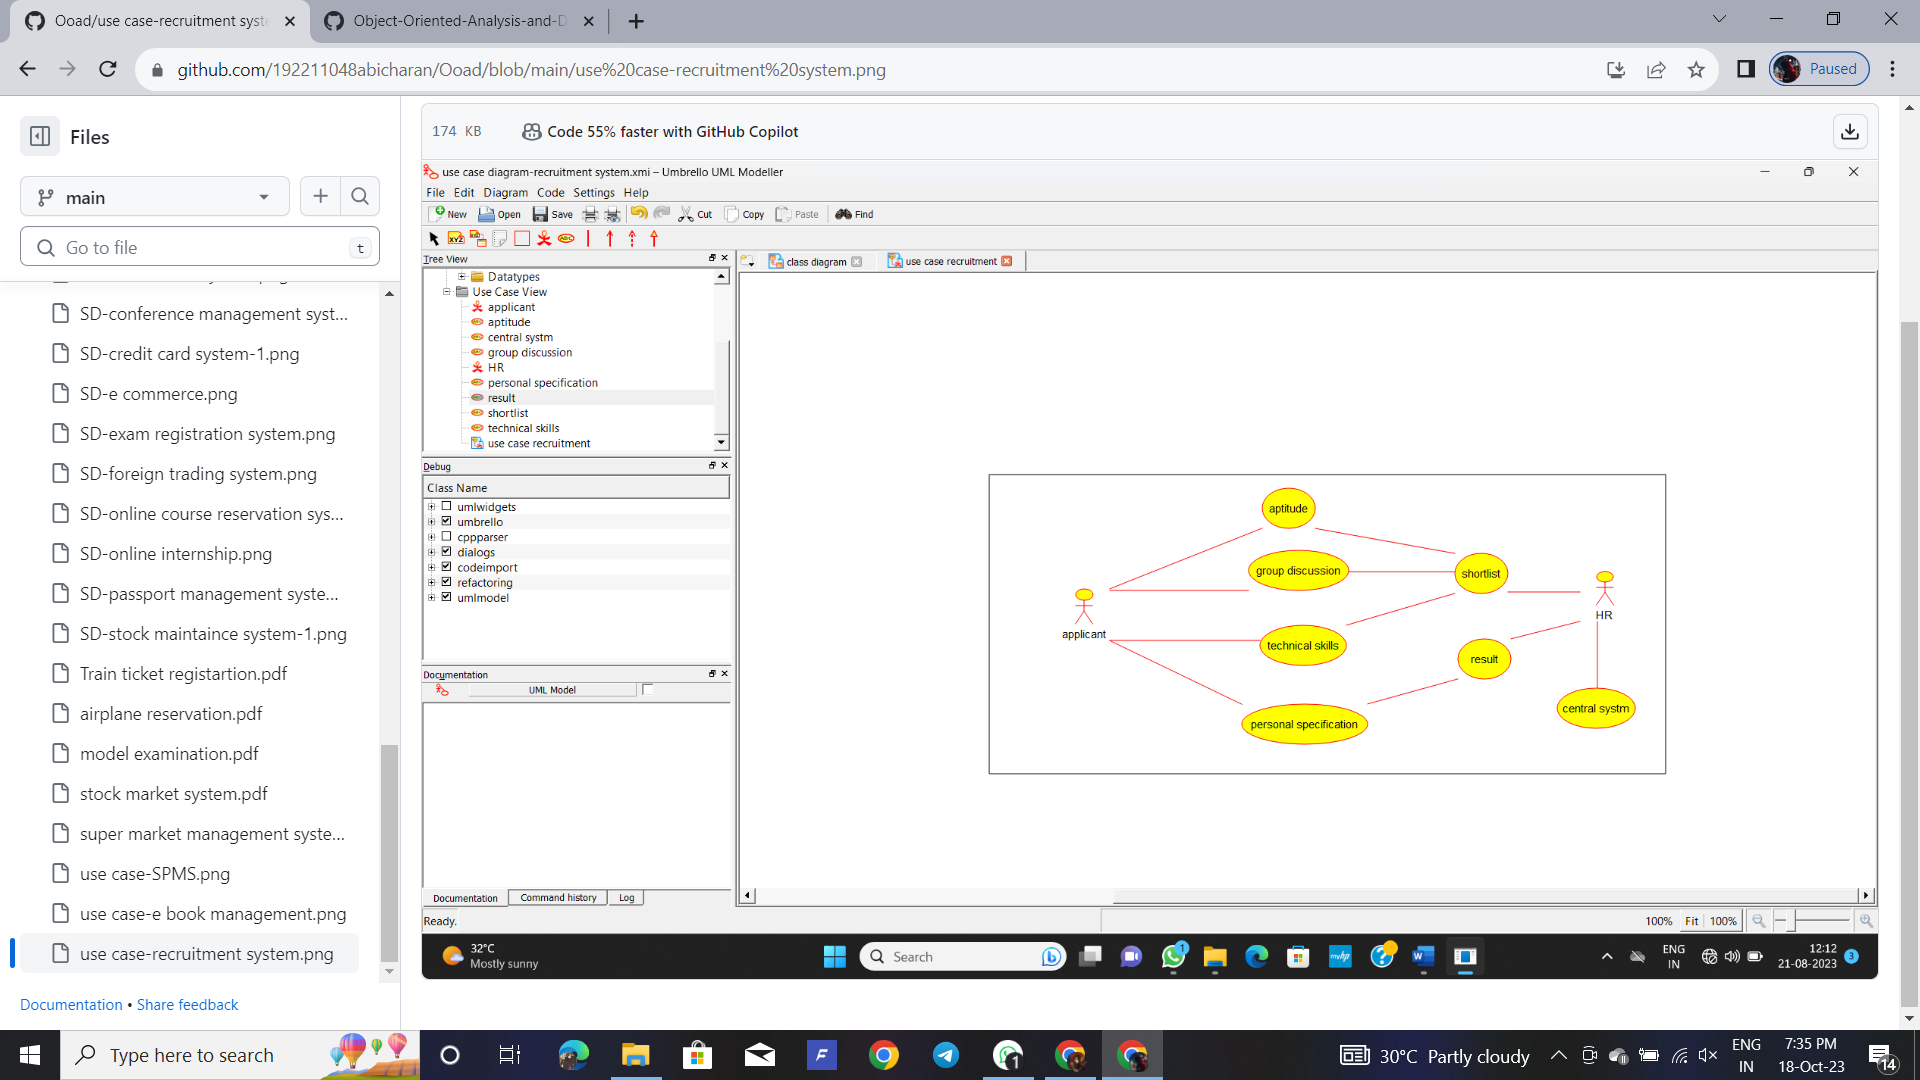 Ooad/use case-recruitment syste
Object-Oriented-Analysis-and-D
github.com/192211048abicharan/Ooad/blob/main/use%20case-recruitment%20system.png
Paused
Files
main
Go to file
t
SD-conference management syst...
SD-credit card system-1.png
SD-e commerce.png
SD-exam registration system.png
SD-foreign trading system.png
SD-online course reservation sys...
SD-online internship.png
SD-passport management syste...
SD-stock maintaince system-1.png
Train ticket registartion.pdf
airplane reservation.pdf
model examination.pdf
stock market system.pdf
super market management syste...
use case-SPMS.png
use case-e book management.png
use case-recruitment system.png
Documentation • Share feedback
174 KB
Code 55% faster with GitHub Copilot
use case diagram-recruitment system.xmi – Umbrello UML Modeller
File Edit Diagram Code Settings Help
New Open Save Cut Copy Paste Find
Tree View
class diagram
use case recruitment
Datatypes
Use Case View
applicant
aptitude
central systm
group discussion
HR
personal specification
result
shortlist
technical skills
use case recruitment
Debug
Class Name
umlwidgets
umbrello
cppparser
dialogs
codeimport
refactoring
umlmodel
Documentation
UML Model
Documentation Command history Log
Ready.
aptitude
group discussion
shortlist
applicant
HR
technical skills
result
central systm
personal specification
100% Fit 100%
32°C
Mostly sunny
Search
1
ENG
IN
12:12
21-08-2023
3
Type here to search
1
30°C Partly cloudy
ENG
IN
7:35 PM
18-Oct-23
14